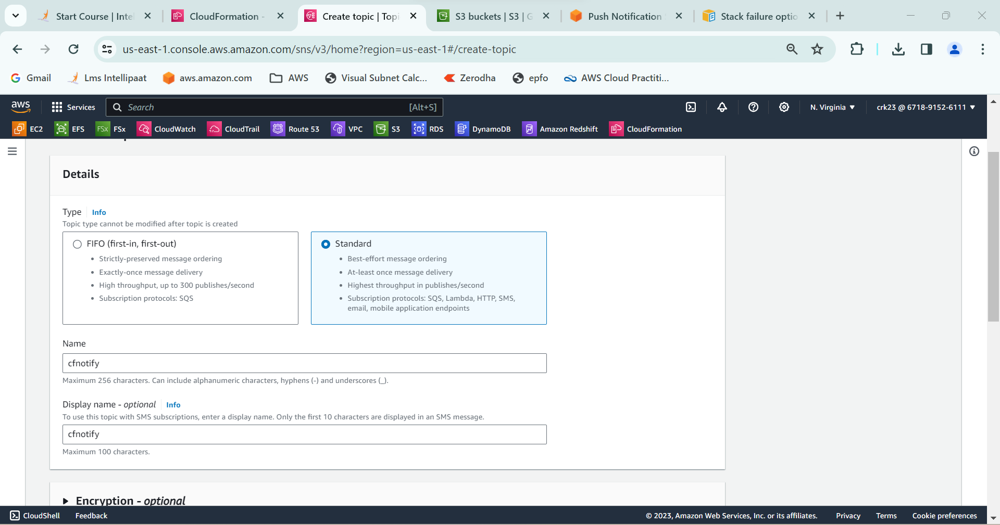 Start Course | Inte
CloudFormation -
Create topic | Topi
S3 buckets | S3 | G
Push Notification
Stack failure optio
us-east-1.console.aws.amazon.com/sns/v3/home?region=us-east-1#/create-topic
Gmail
Lms Intellipaat
aws.amazon.com
AWS
Visual Subnet Calc...
Zerodha
epfo
AWS Cloud Practiti...
aws
Services
Search
[Alt+S]
N. Virginia
crk23 @ 6718-9152-6111
EC2
EFS
FSx
FSx
CloudWatch
CloudTrail
Route 53
VPC
S3
RDS
DynamoDB
Amazon Redshift
CloudFormation
Details
Type
Info
Topic type cannot be modified after topic is created
FIFO (first-in, first-out)
• Strictly-preserved message ordering
• Exactly-once message delivery
• High throughput, up to 300 publishes/second
• Subscription protocols: SQS
Standard
• Best-effort message ordering
• At-least once message delivery
• Highest throughput in publishes/second
• Subscription protocols: SQS, Lambda, HTTP, SMS,
email, mobile application endpoints
Name
cfnotify
Maximum 256 characters. Can include alphanumeric characters, hyphens (-) and underscores (_).
Display name - optional
Info
To use this topic with SMS subscriptions, enter a display name. Only the first 10 characters are displayed in an SMS message.
cfnotify
Maximum 100 characters.
Encryption - optional
CloudShell
Feedback
© 2023, Amazon Web Services, Inc. or its affiliates.
Privacy
Terms
Cookie preferences